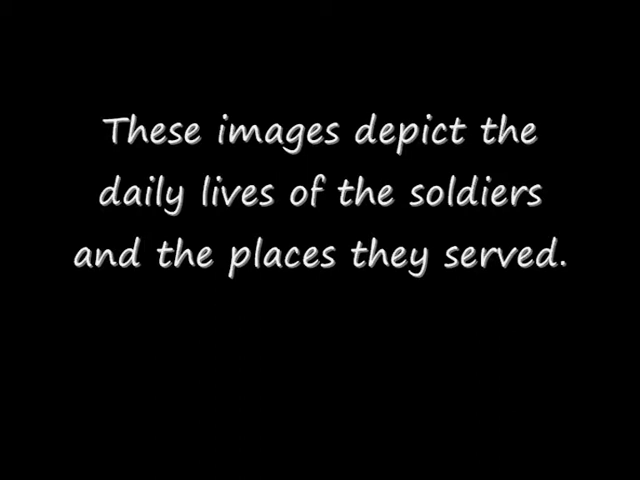 These images depict the
daily lives of the soldiers
and the places they served.